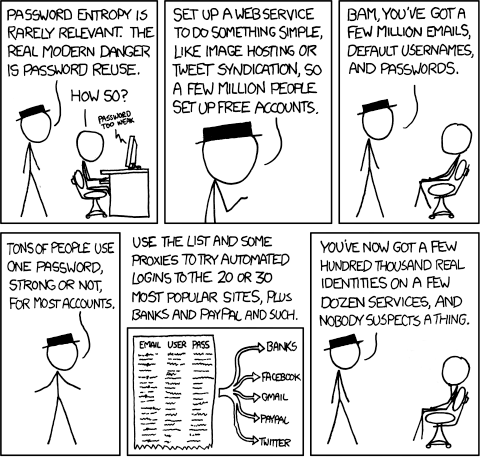 PASSWORD ENTROPY IS
RARELY RELEVANT. THE
REAL MODERN DANGER
IS PASSWORD REUSE.
HOW SO?
PASSWORD
TOO WEAK
SET UP A WEB SERVICE
TO DO SOMETHING SIMPLE,
LIKE IMAGE HOSTING OR
TWEET SYNDICATION, SO
A FEW MILLION PEOPLE
SET UP FREE ACCOUNTS.
BAM, YOU'VE GOT A
FEW MILLION EMAILS,
DEFAULT USERNAMES,
AND PASSWORDS.
TONS OF PEOPLE USE
ONE PASSWORD,
STRONG OR NOT,
FOR MOST ACCOUNTS.
USE THE LIST AND SOME
PROXIES TO TRY AUTOMATED
LOGINS TO THE 20 OR 30
MOST POPULAR SITES, PLUS
BANKS AND PAYPAL AND SUCH.
EMAIL USER PASS
BANKS
FACEBOOK
GMAIL
PAYPAL
TWITTER
YOU'VE NOW GOT A FEW
HUNDRED THOUSAND REAL
IDENTITIES ON A FEW
DOZEN SERVICES, AND
NOBODY SUSPECTS A THING.